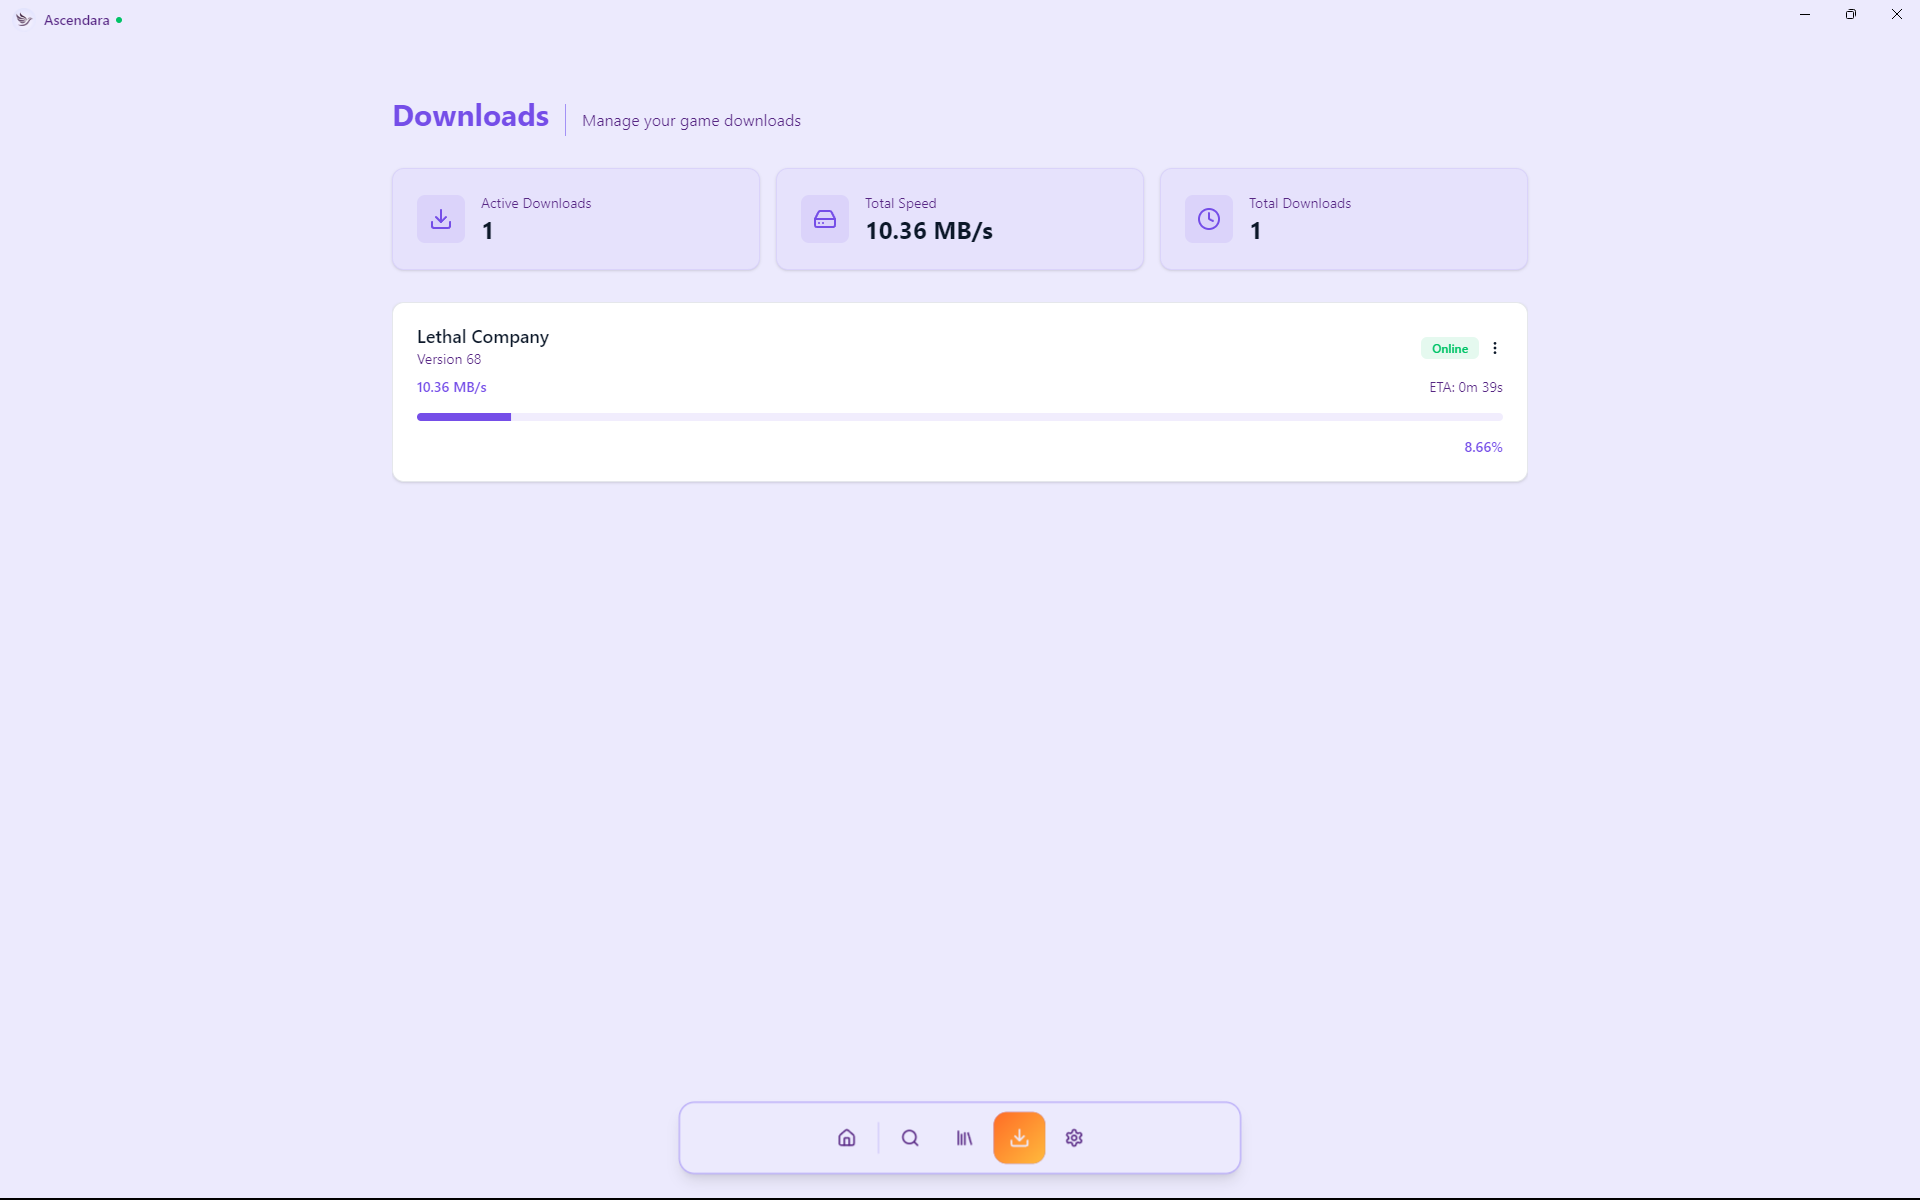 Ascendara
Downloads
Manage your game downloads
Active Downloads
1
Total Speed
10.36 MB/s
Total Downloads
1
Lethal Company
Version 68
Online
10.36 MB/s
ETA: 0m 39s
8.66%